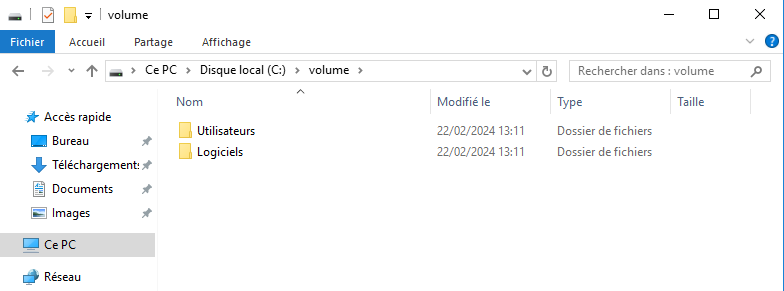 volume
Fichier Accueil Partage Affichage
Ce PC Disque local (C:) volume Rechercher dans : volume
Nom Modifié le Type Taille
Accès rapide
Utilisateurs 22/02/2024 13:11 Dossier de fichiers
Bureau
Logiciels 22/02/2024 13:11 Dossier de fichiers
Téléchargements
Documents
Images
Ce PC
Réseau